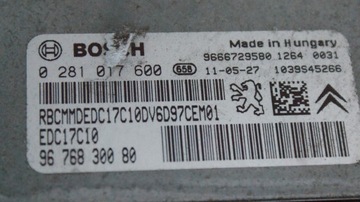 BOSCH
Made in Hungary
9666729580 1264 0031
0 281 017 600 658 11-05-27 1039S45266
RBCMMDEDC17C10DV6D97CEM01
EDC17C10
96 768 300 80